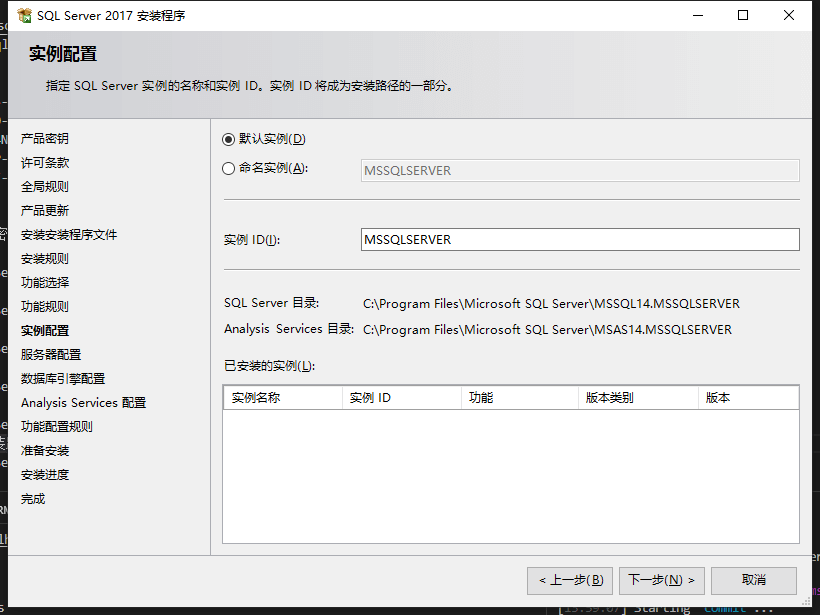 SQL Server 2017 安装程序
实例配置
指定 SQL Server 实例的名称和实例 ID。实例 ID 将成为安装路径的一部分。
产品密钥
许可条款
全局规则
产品更新
安装安装程序文件
安装规则
功能选择
功能规则
实例配置
服务器配置
数据库引擎配置
Analysis Services 配置
功能配置规则
准备安装
安装进度
完成
默认实例(D)
命名实例(A): MSSQLSERVER
实例 ID(I): MSSQLSERVER
SQL Server 目录: C:\Program Files\Microsoft SQL Server\MSSQL14.MSSQLSERVER
Analysis Services 目录: C:\Program Files\Microsoft SQL Server\MSAS14.MSSQLSERVER
已安装的实例(L):
实例名称 实例 ID 功能 版本类别 版本
< 上一步(B) 下一步(N) > 取消
Starting